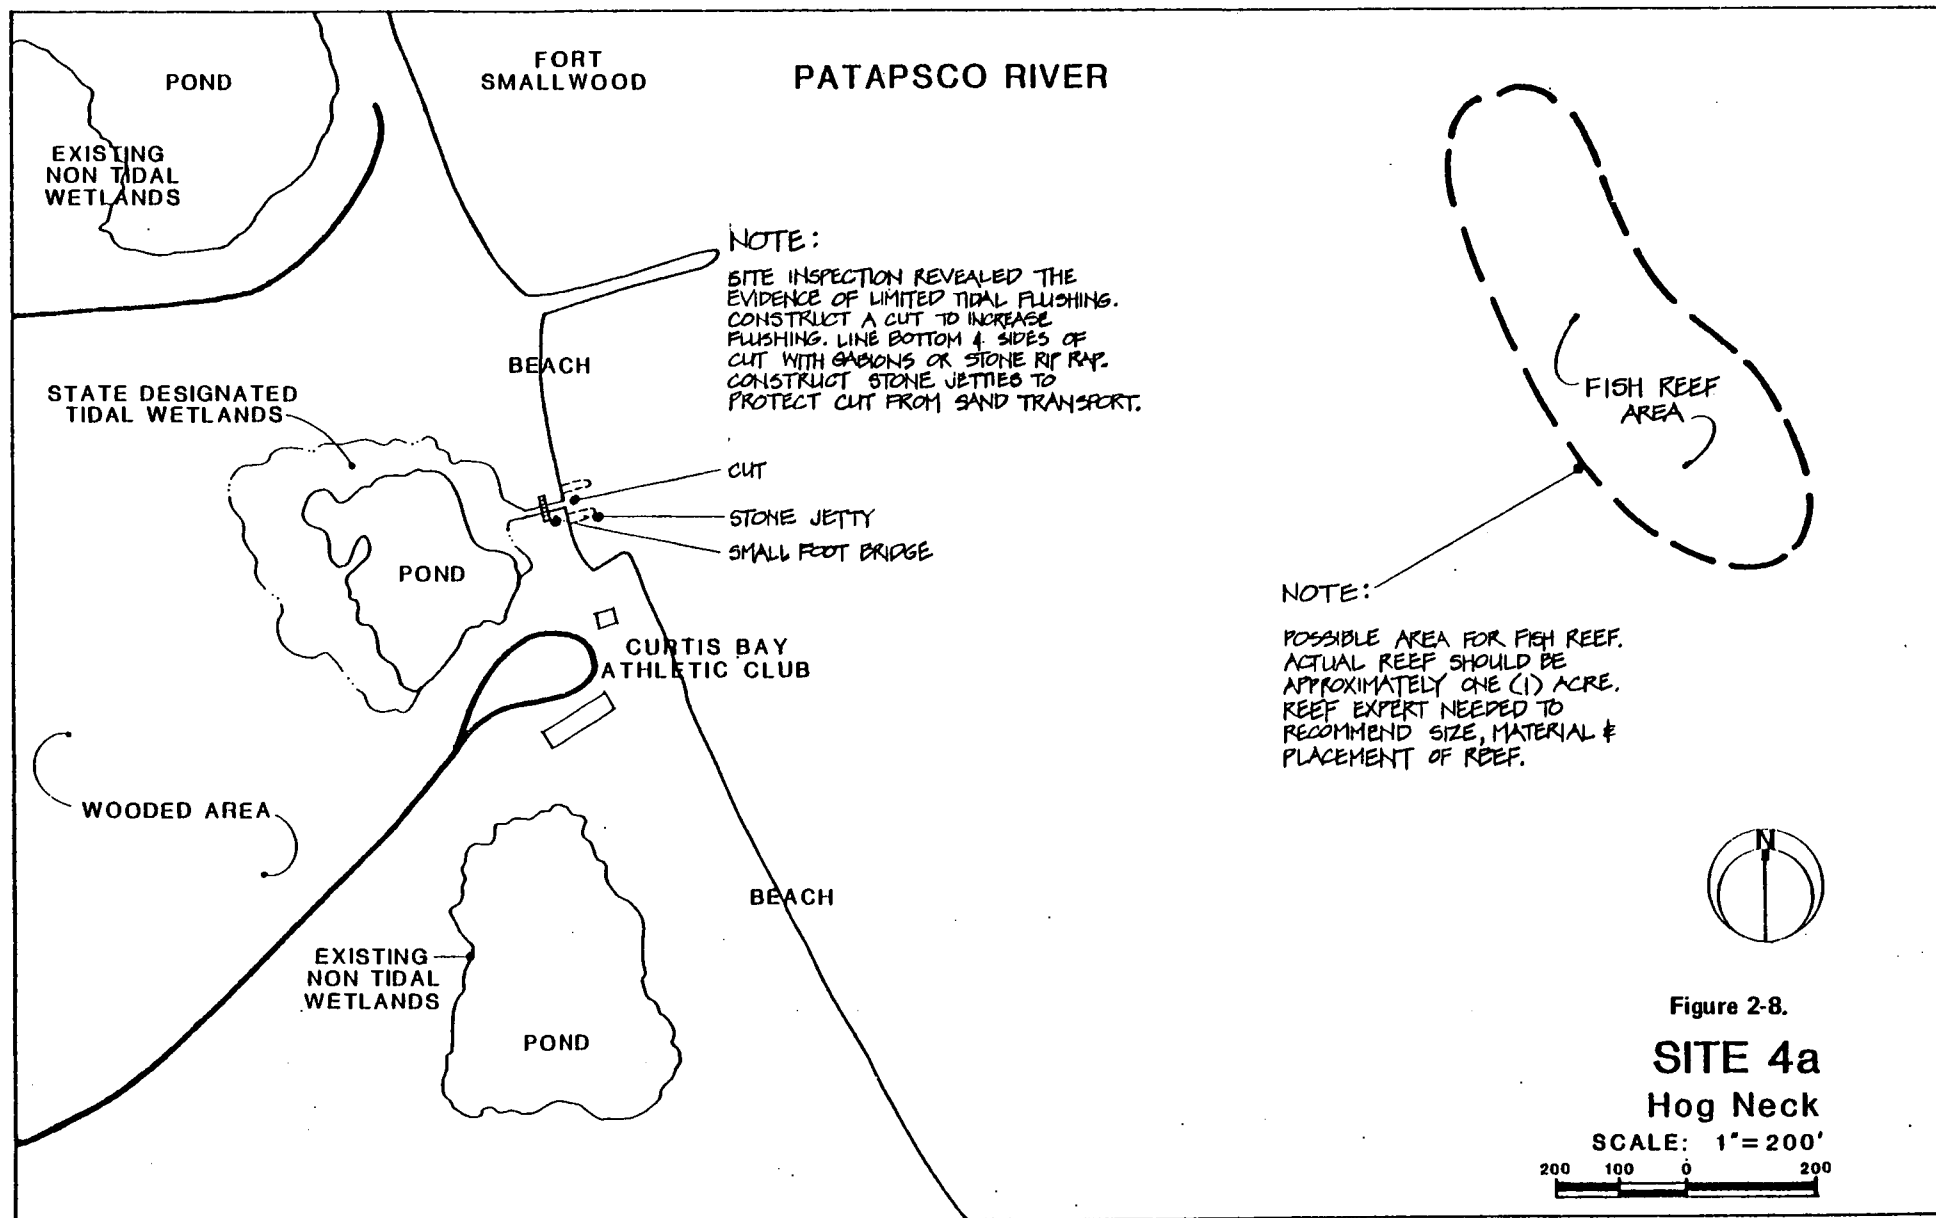 POND
FORT
SMALLWOOD
PATAPSCO RIVER
EXISTING
NON TIDAL
WETLANDS
NOTE:
SITE INSPECTION REVEALED THE
EVIDENCE OF LIMITED TIDAL FLUSHING.
CONSTRUCT A CUT TO INCREASE
FLUSHING. LINE BOTTOM & SIDES OF
CUT WITH GABIONS OR STONE RIP RAP.
CONSTRUCT STONE JETTIES TO
PROTECT CUT FROM SAND TRANSPORT.
BEACH
STATE DESIGNATED
TIDAL WETLANDS
FISH REEF
AREA
CUT
STONE JETTY
SMALL FOOT BRIDGE
POND
NOTE:
POSSIBLE AREA FOR FISH REEF.
ACTUAL REEF SHOULD BE
APPROXIMATELY ONE (1) ACRE.
REEF EXPERT NEEDED TO
RECOMMEND SIZE, MATERIAL &
PLACEMENT OF REEF.
CURTIS BAY
ATHLETIC CLUB
WOODED AREA
BEACH
N
EXISTING
NON TIDAL
WETLANDS
POND
Figure 2-8.
SITE 4a
Hog Neck
SCALE: 1"=200'
200 100 0 200